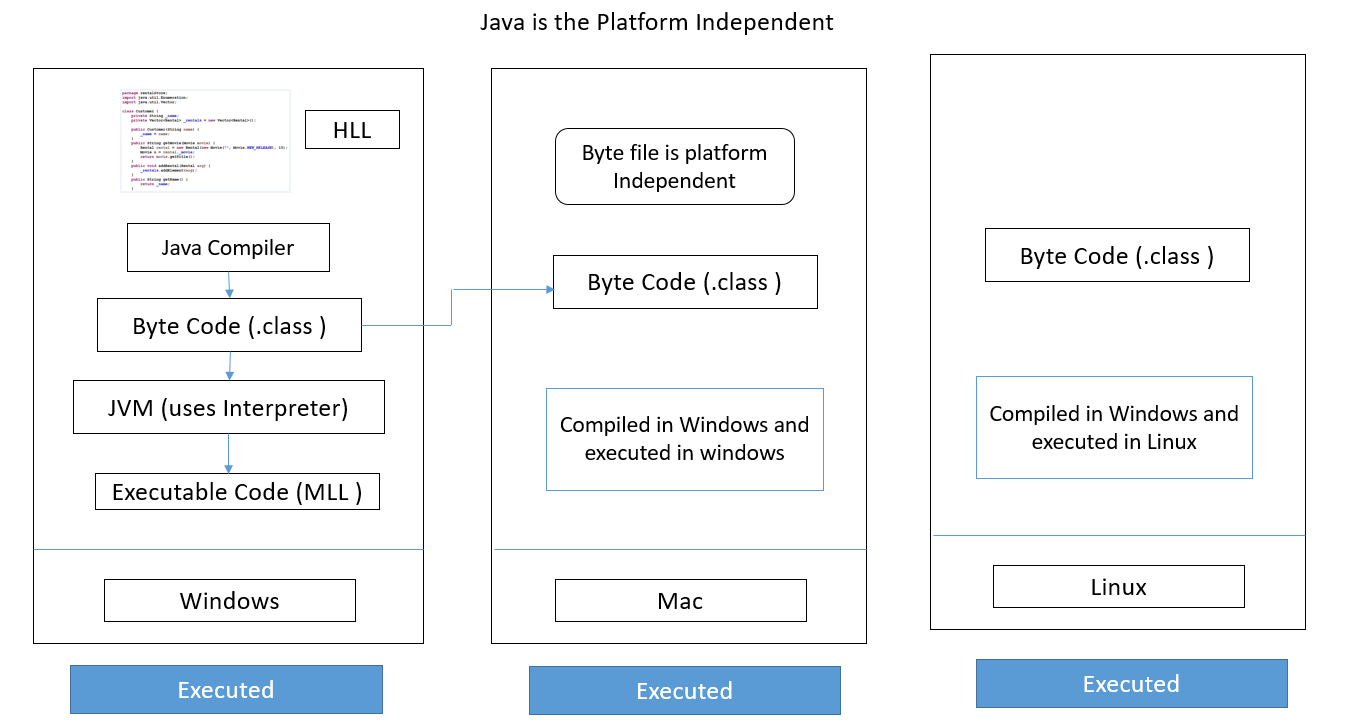 Java is the Platform Independent
package rentalStore;
import java.util.Enumeration;
import java.util.Vector;
class Customer {
private String _name;
private Vector<Rental> _rentals = new Vector<Rental>();
public Customer(String name) {
_name = name;
}
public String getMovie(Movie movie) {
Rental rental = new Rental(new Movie("", Movie.NEW_RELEASE), 10);
Movie m = rental._movie;
return movie.getTitle();
}
public void addRental(Rental arg) {
_rentals.addElement(arg);
}
public String getName() {
return _name;
}
HLL
Java Compiler
Byte Code (.class )
JVM (uses Interpreter)
Executable Code (MLL )
Windows
Executed
Byte file is platform
Independent
Byte Code (.class )
Compiled in Windows and
executed in windows
Mac
Executed
Byte Code (.class )
Compiled in Windows and
executed in Linux
Linux
Executed